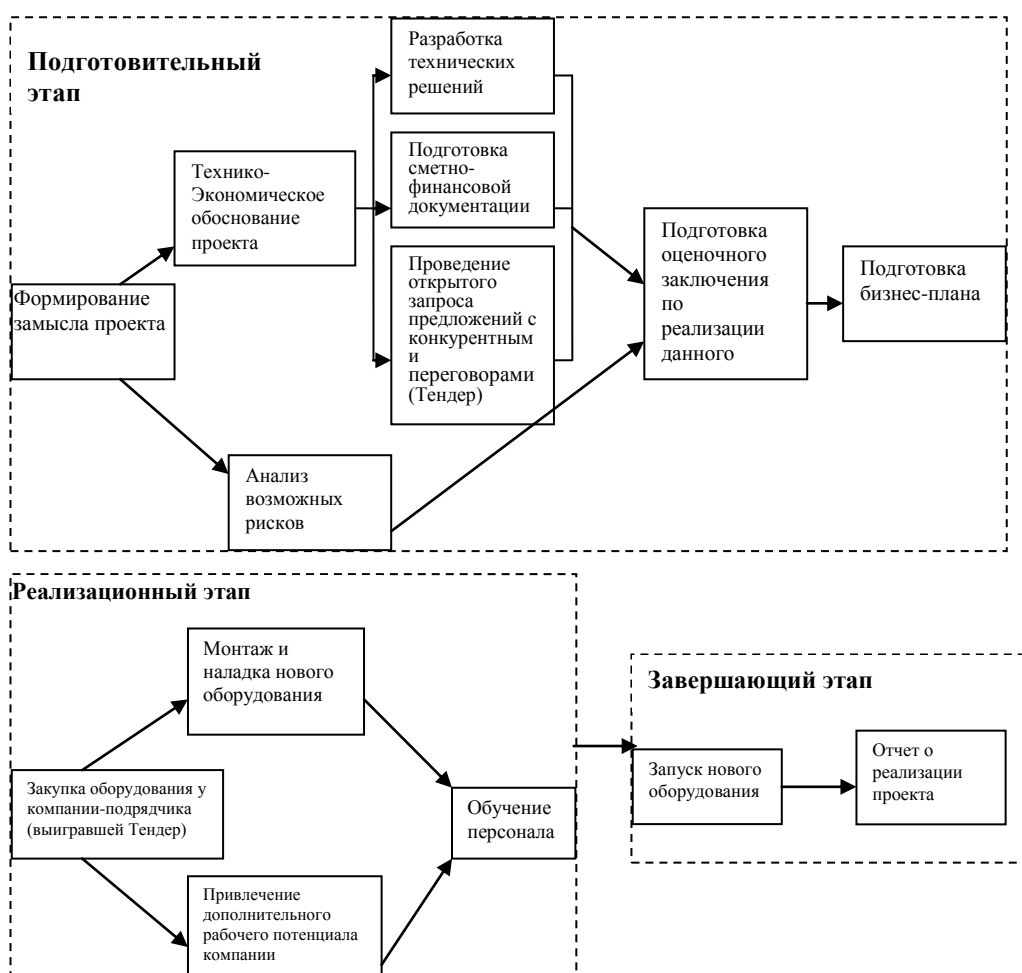 Подготовительный
этап
Разработка
технических
решений
Технико-
Экономическое
обоснование
проекта
Подготовка
сметно-
финансовой
документации
Проведение
открытого
запроса
предложений с
конкурентным
и
переговорами
(Тендер)
Формирование
замысла проекта
Анализ
возможных
рисков
Подготовка
оценочного
заключения
по
реализации
данного
Подготовка
бизнес-плана
Реализационный этап
Монтаж и
наладка нового
оборудования
Закупка оборудования у
компании-подрядчика
(выигравшей Тендер)
Привлечение
дополнительного
рабочего потенциала
компании
Обучение
персонала
Завершающий этап
Запуск нового
оборудования
Отчет о
реализации
проекта